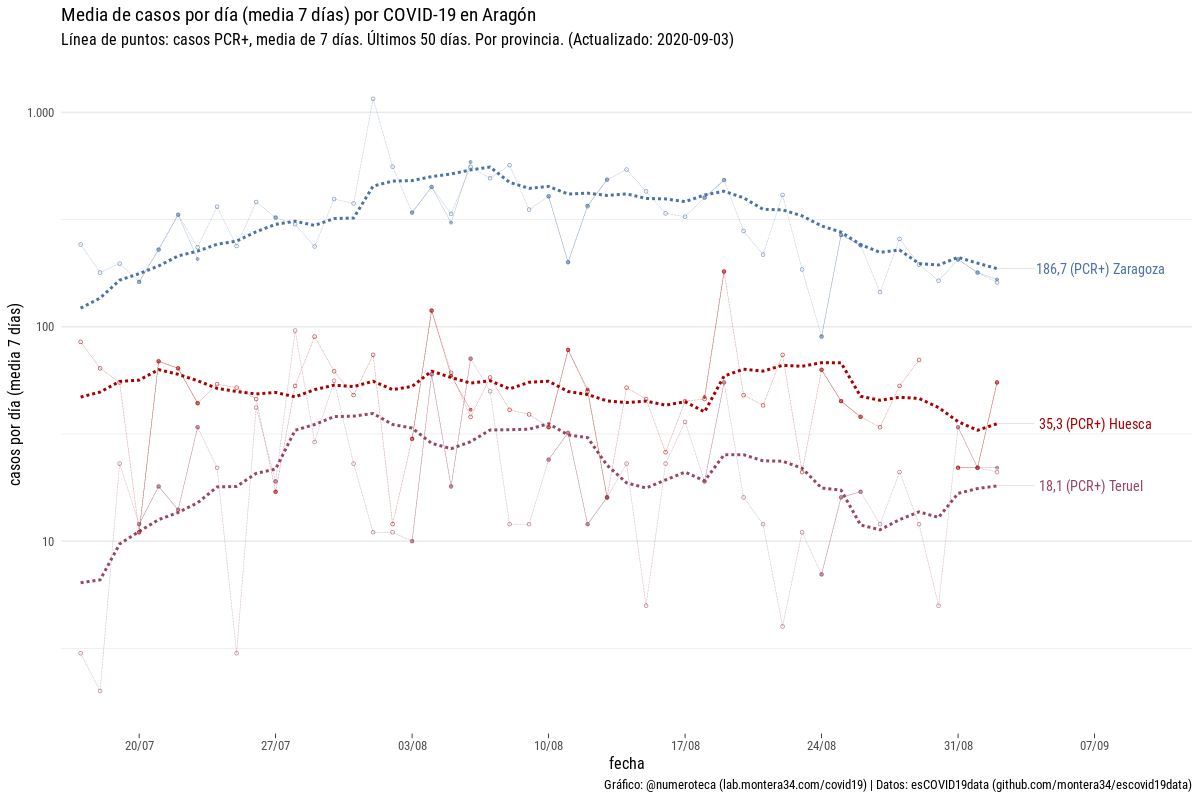 Media de casos por día (media 7 días) por COVID-19 en Aragón
Línea de puntos: casos PCR+, media de 7 días. Últimos 50 días. Por provincia. (Actualizado: 2020-09-03)
casos por día (media 7 días)
1.000
100
10
186,7 (PCR+) Zaragoza
35,3 (PCR+) Huesca
18,1 (PCR+) Teruel
20/07
27/07
03/08
10/08
17/08
24/08
31/08
07/09
fecha
Gráfico: @numeroteca (lab.montera34.com/covid19) | Datos: esCOVID19data (github.com/montera34/escovid19data)